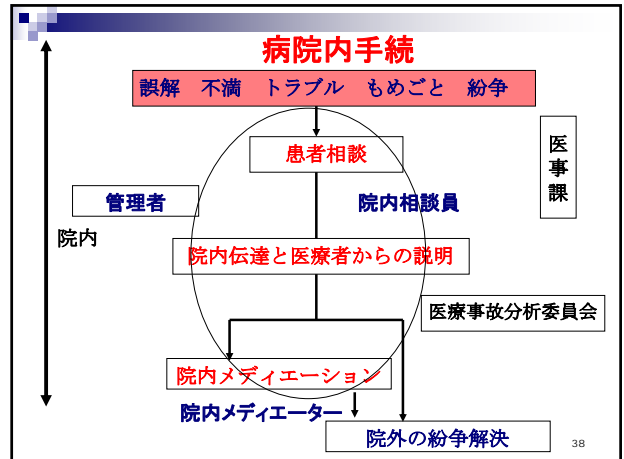 病院内手続
誤解　不満　トラブル　もめごと　紛争
患者相談
医事課
管理者
院内相談員
院内
院内伝達と医療者からの説明
医療事故分析委員会
院内メディエーション
院内メディエーター
院外の紛争解決
38